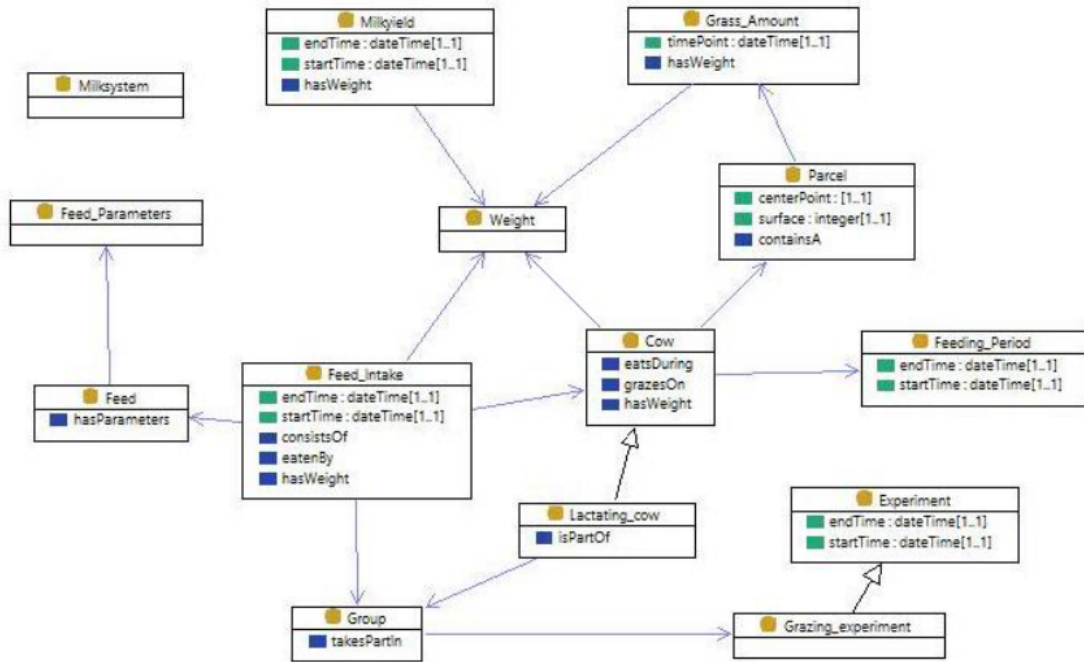 Milkyield
endTime : dateTime[1..1]
startTime : dateTime[1..1]
hasWeight
Grass_Amount
timePoint : dateTime[1..1]
hasWeight
Milksystem
Parcel
centerPoint : [1..1]
surface : integer[1..1]
containsA
Feed_Parameters
Weight
Cow
eatsDuring
grazesOn
hasWeight
Feeding_Period
endTime : dateTime[1..1]
startTime : dateTime[1..1]
Feed_Intake
endTime : dateTime[1..1]
startTime : dateTime[1..1]
consistsOf
eatenBy
hasWeight
Feed
hasParameters
Lactating_cow
isPartOf
Experiment
endTime : dateTime[1..1]
startTime : dateTime[1..1]
Group
takesPartIn
Grazing_experiment